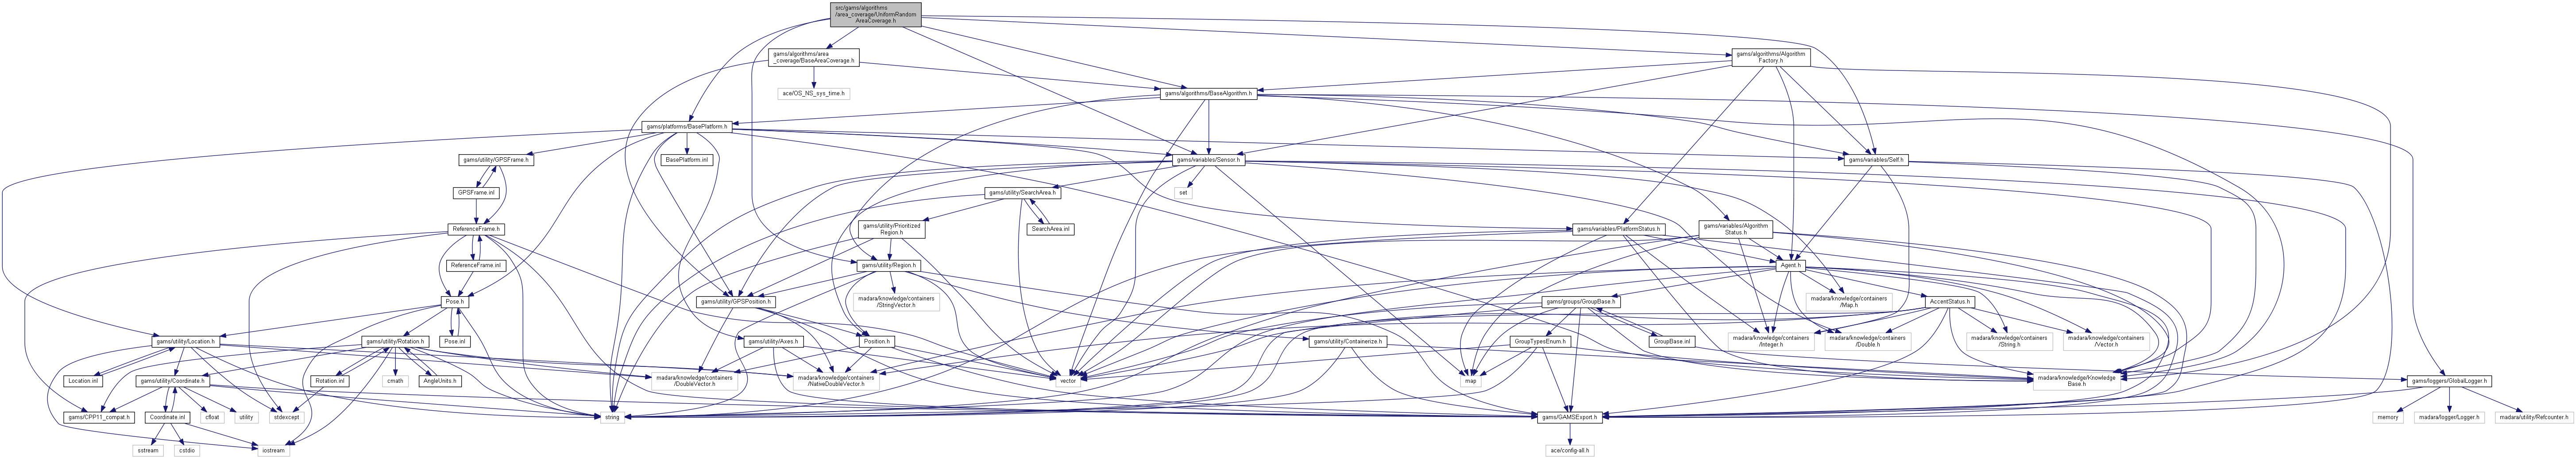 src/gams/algorithms
/area_coverage/UniformRandom
AreaCoverage.h
gams/algorithms/area
_coverage/BaseAreaCoverage.h
gams/algorithms/Algorithm
Factory.h
ace/OS_NS_sys_time.h
gams/algorithms/BaseAlgorithm.h
gams/platforms/BasePlatform.h
gams/utility/GPSFrame.h
BasePlatform.inl
gams/variables/Sensor.h
gams/variables/Self.h
GPSFrame.inl
gams/utility/SearchArea.h
set
ReferenceFrame.h
gams/utility/Prioritized
Region.h
SearchArea.inl
gams/variables/PlatformStatus.h
gams/variables/Algorithm
Status.h
ReferenceFrame.inl
gams/utility/Region.h
Agent.h
Pose.h
gams/utility/GPSPosition.h
madara/knowledge/containers
/StringVector.h
gams/groups/GroupBase.h
madara/knowledge/containers
/Map.h
AccentStatus.h
gams/utility/Location.h
gams/utility/Rotation.h
Pose.inl
gams/utility/Axes.h
Position.h
gams/utility/Containerize.h
GroupTypesEnum.h
GroupBase.inl
madara/knowledge/containers
/Integer.h
madara/knowledge/containers
/Double.h
madara/knowledge/containers
/String.h
madara/knowledge/containers
/Vector.h
Location.inl
gams/utility/Coordinate.h
Rotation.inl
cmath
AngleUnits.h
madara/knowledge/containers
/DoubleVector.h
madara/knowledge/containers
/NativeDoubleVector.h
vector
map
madara/knowledge/Knowledge
Base.h
gams/loggers/GlobalLogger.h
gams/CPP11_compat.h
Coordinate.inl
cfloat
utility
stdexcept
string
gams/GAMSExport.h
memory
madara/logger/Logger.h
madara/utility/Refcounter.h
sstream
cstdio
iostream
ace/config-all.h